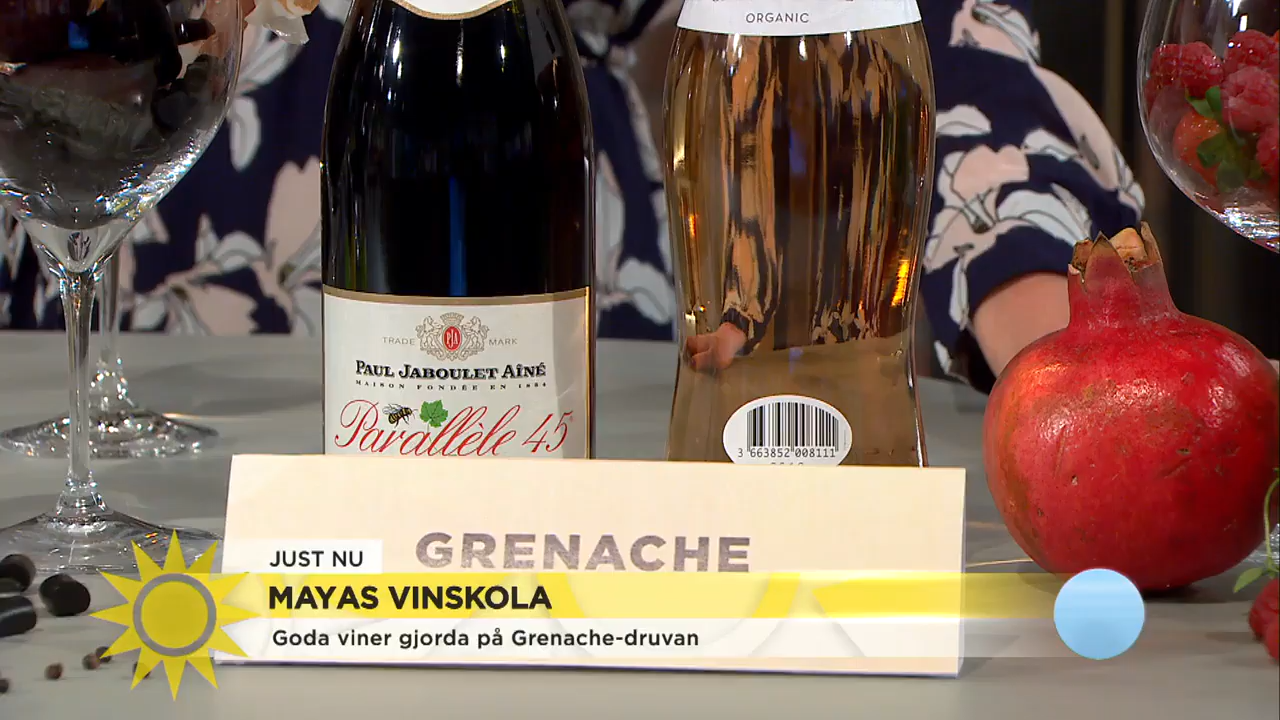 ORGANIC
TRADE MARK
PJA
PAUL JABOULET AÎNÉ
MAISON FONDÉE EN 1834
Parallèle 45
3 663852 008111
GRENACHE
JUST NU
MAYAS VINSKOLA
Goda viner gjorda på Grenache-druvan